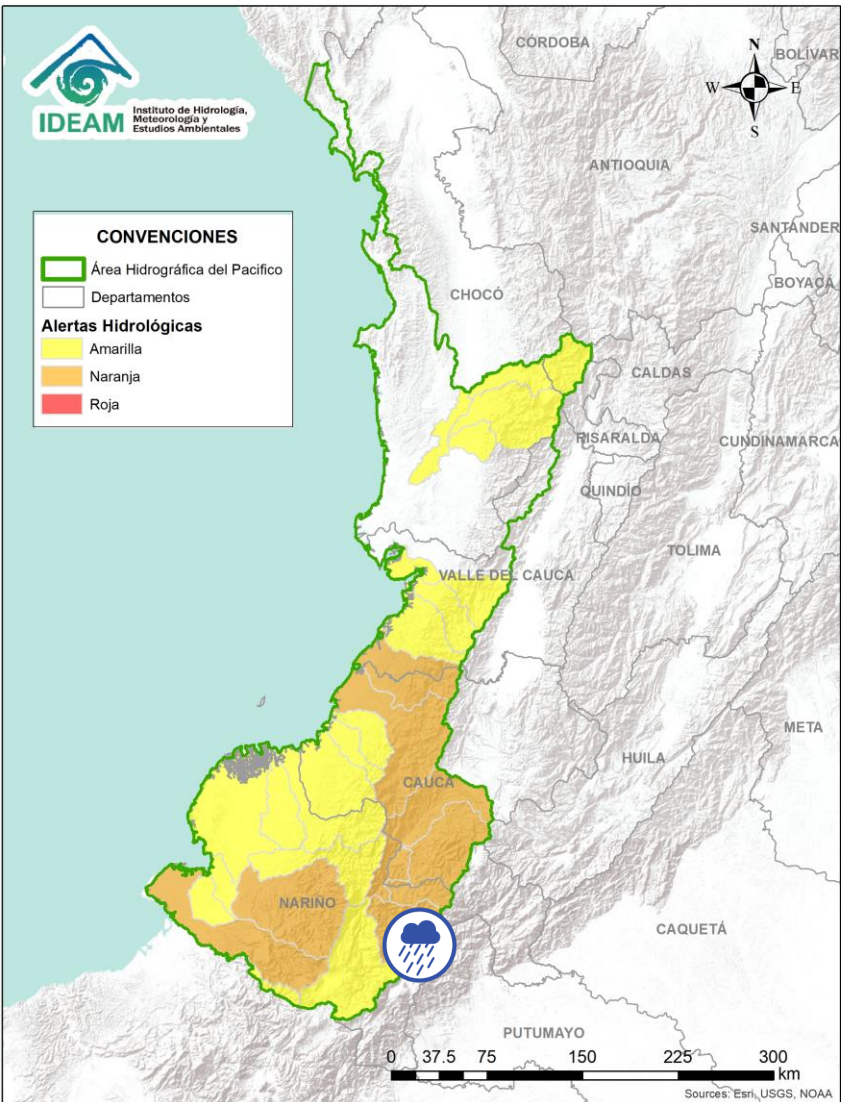 IDEAM
Instituto de Hidrología,
Meteorología y
Estudios Ambientales
CÓRDOBA
BOLÍVAR
N
W
E
S
ANTIOQUIA
SANTANDER
BOYACÁ
CONVENCIONES
Área Hidrográfica del Pacifico
Departamentos
Alertas Hidrológicas
Amarilla
Naranja
Roja
CHOCÓ
CALDAS
RISARALDA
CUNDINAMARCA
QUINDÍO
TOLIMA
VALLE DEL CAUCA
META
HUILA
CAUCA
NARIÑO
CAQUETÁ
PUTUMAYO
0 37.5 75 150 225 300
km
Sources: Esri, USGS, NOAA